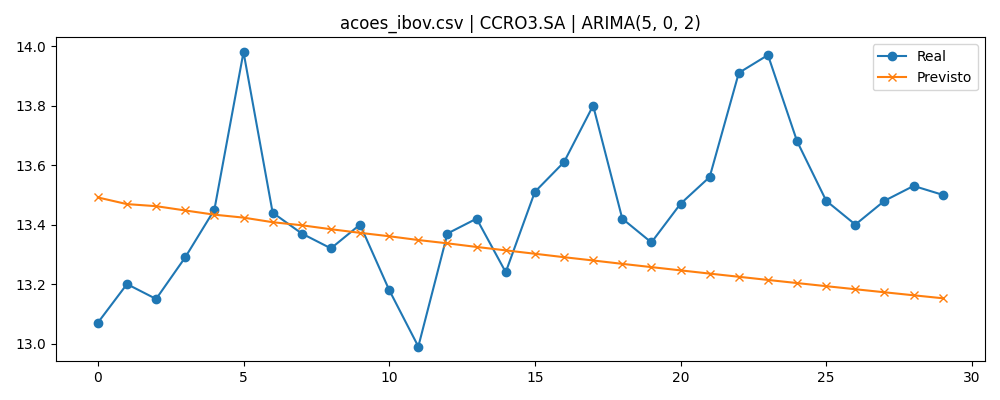 acoes_ibov.csv | CCRO3.SA | ARIMA(5, 0, 2)
Real
Previsto
14.0
13.8
13.6
13.4
13.2
13.0
0 5 10 15 20 25 30